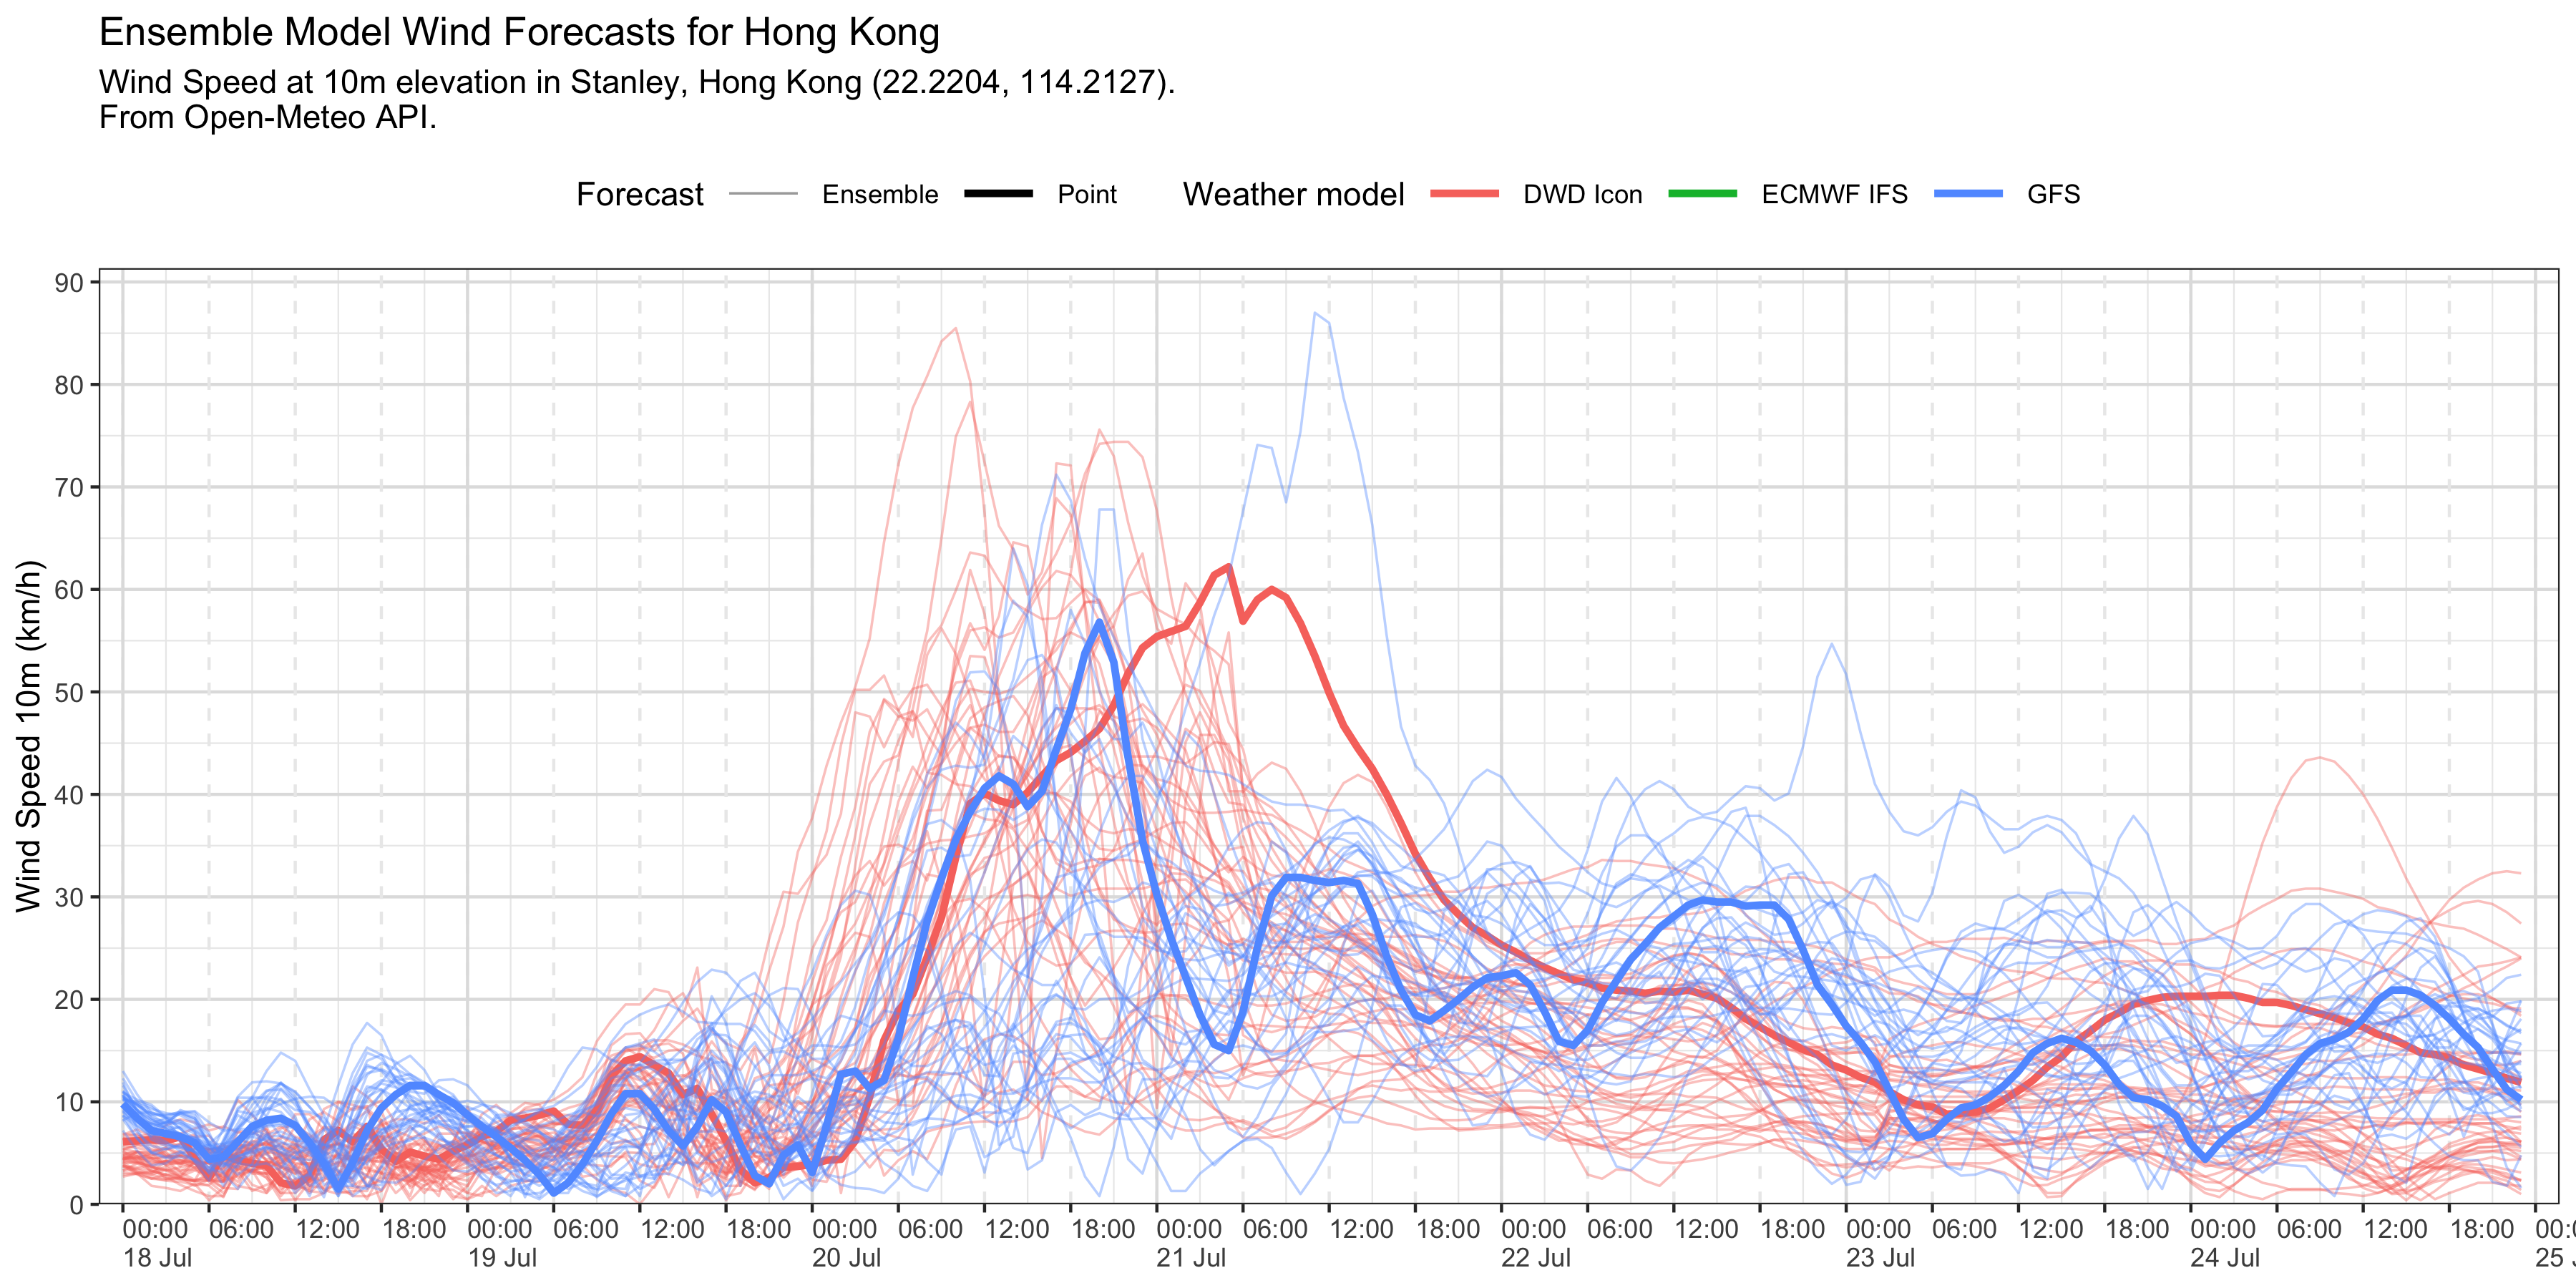 Ensemble Model Wind Forecasts for Hong Kong
Wind Speed at 10m elevation in Stanley, Hong Kong (22.2204, 114.2127).
From Open-Meteo API.
Forecast Ensemble Point Weather model DWD Icon ECMWF IFS GFS
Wind Speed 10m (km/h)
90
80
70
60
50
40
30
20
10
0
00:00 06:00 12:00 18:00 00:00 06:00 12:00 18:00 00:00 06:00 12:00 18:00 00:00 06:00 12:00 18:00 00:00 06:00 12:00 18:00 00:00 06:00 12:00 18:00 00:00 06:00 12:00 18:00 00:0
18 Jul 19 Jul 20 Jul 21 Jul 22 Jul 23 Jul 24 Jul 25